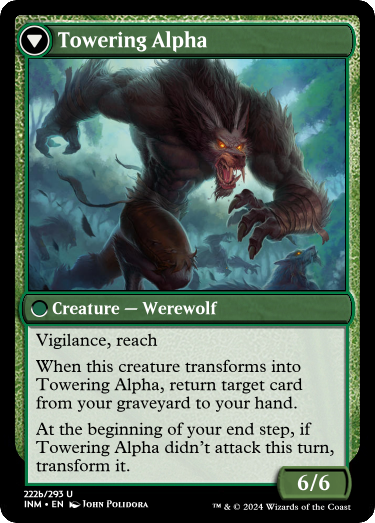 Towering Alpha
Creature — Werewolf
Vigilance, reach
When this creature transforms into
Towering Alpha, return target card
from your graveyard to your hand.
At the beginning of your end step, if
Towering Alpha didn't attack this turn,
transform it.
6/6
222b/293 U
INM • EN John Polidora
™ & © 2024 Wizards of the Coast